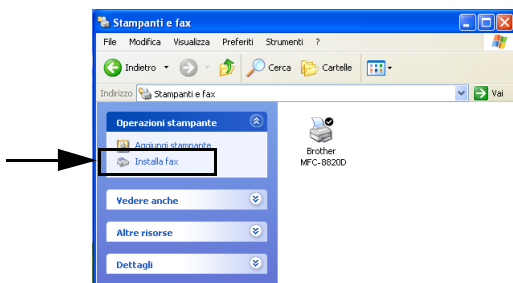 Stampanti e fax
File Modifica Visualizza Preferiti Strumenti ?
Indietro Cerca Cartelle
Indirizzo Stampanti e fax Vai
Operazioni stampante
Aggiungi stampante
Installa fax
Vedere anche
Altre risorse
Dettagli
Brother
MFC-8820D